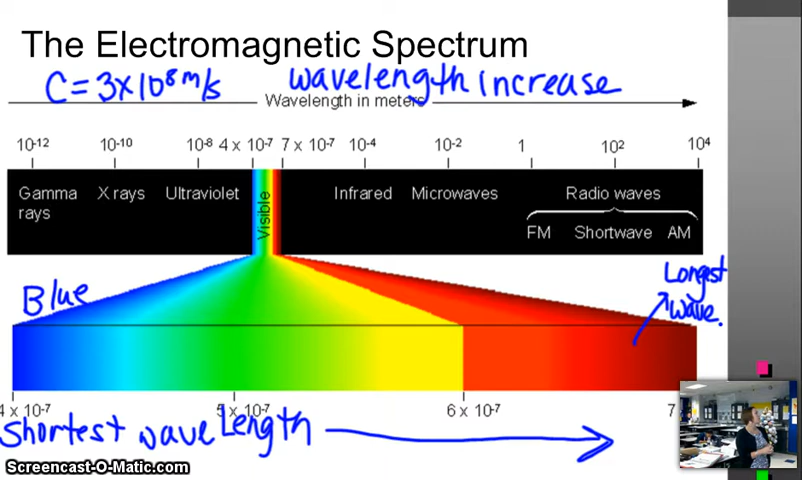 The Electromagnetic Spectrum
C = 3x10⁸ m/s wavelength increase
Wavelength in meters
10-12 10-10 10-8 4 x 10-7 7 x 10-7 10-4 10-2 1 10² 10⁴
Gamma rays X rays Ultraviolet Visible Infrared Microwaves Radio waves
FM Shortwave AM
Blue
Longest
wave.
4 x 10-7 5 x 10-7 6 x 10-7 7
Shortest wave Length
Screencast-O-Matic.com